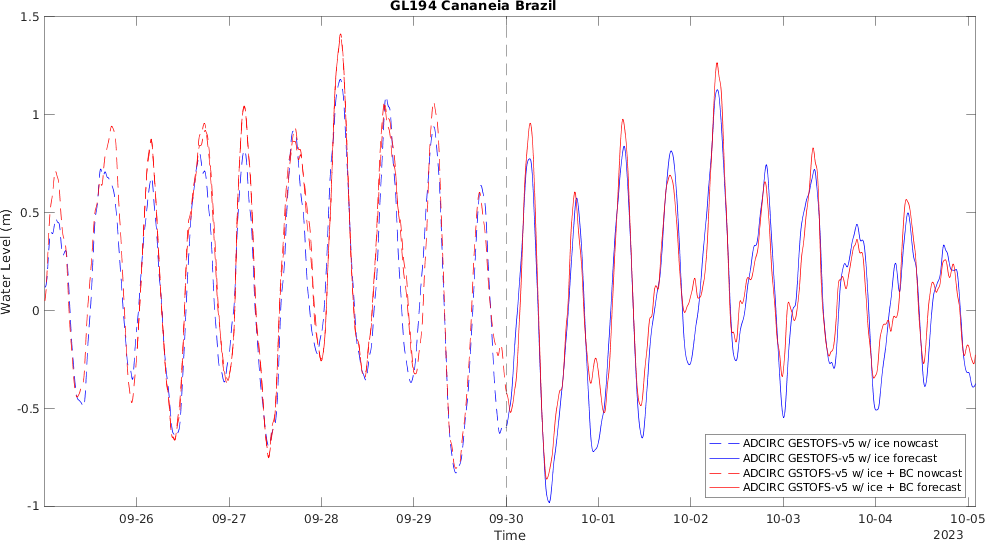 GL194 Cananeia Brazil
1.5
1
0.5
0
-0.5
-1
Water Level (m)
ADCIRC GESTOFS-v5 w/ ice nowcast
ADCIRC GESTOFS-v5 w/ ice forecast
ADCIRC GSTOFS-v5 w/ ice + BC nowcast
ADCIRC GSTOFS-v5 w/ ice + BC forecast
09-26 09-27 09-28 09-29 09-30 10-01 10-02 10-03 10-04 10-05
Time
2023